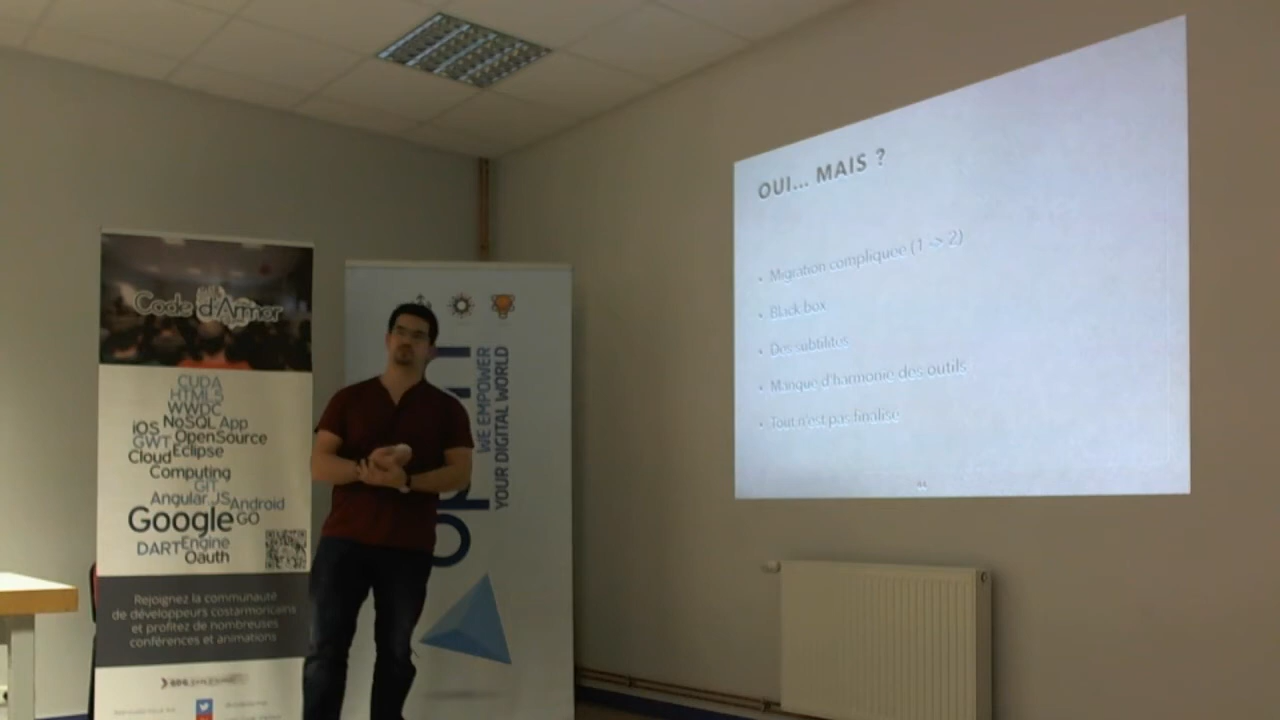 Code d'Armor
CUDA
HTML5
WWDC
iOS NoSQL App
GWT OpenSource
Cloud Eclipse
Computing
GIT
Angular JS Android
Google GO
DART Engine
Oauth
Rejoignez la communauté
de développeurs costarmoricains
et profitez de nombreuses
conférences et animations
WE EMPOWER
YOUR DIGITAL WORLD
OUI... MAIS ?
• Migration compliquée (1 -> 2)
• Black box
• Des subtilités
• Manque d'harmonie des outils
• Tout n'est pas finalisé